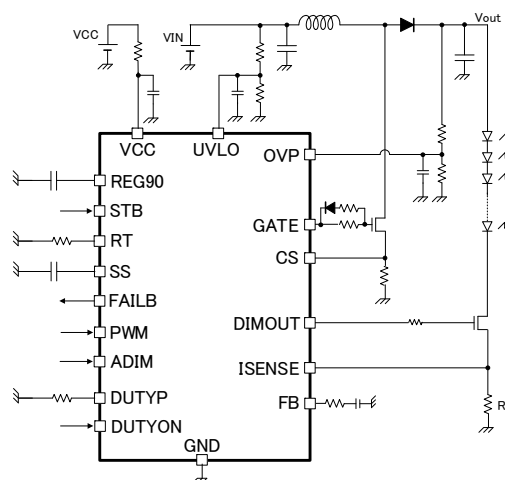 Vout
VCC
VIN
VCC
UVLO
OVP
REG90
STB
RT
GATE
SS
CS
FAILB
PWM
DIMOUT
ADIM
ISENSE
DUTYP
FB
R
DUTYON
GND